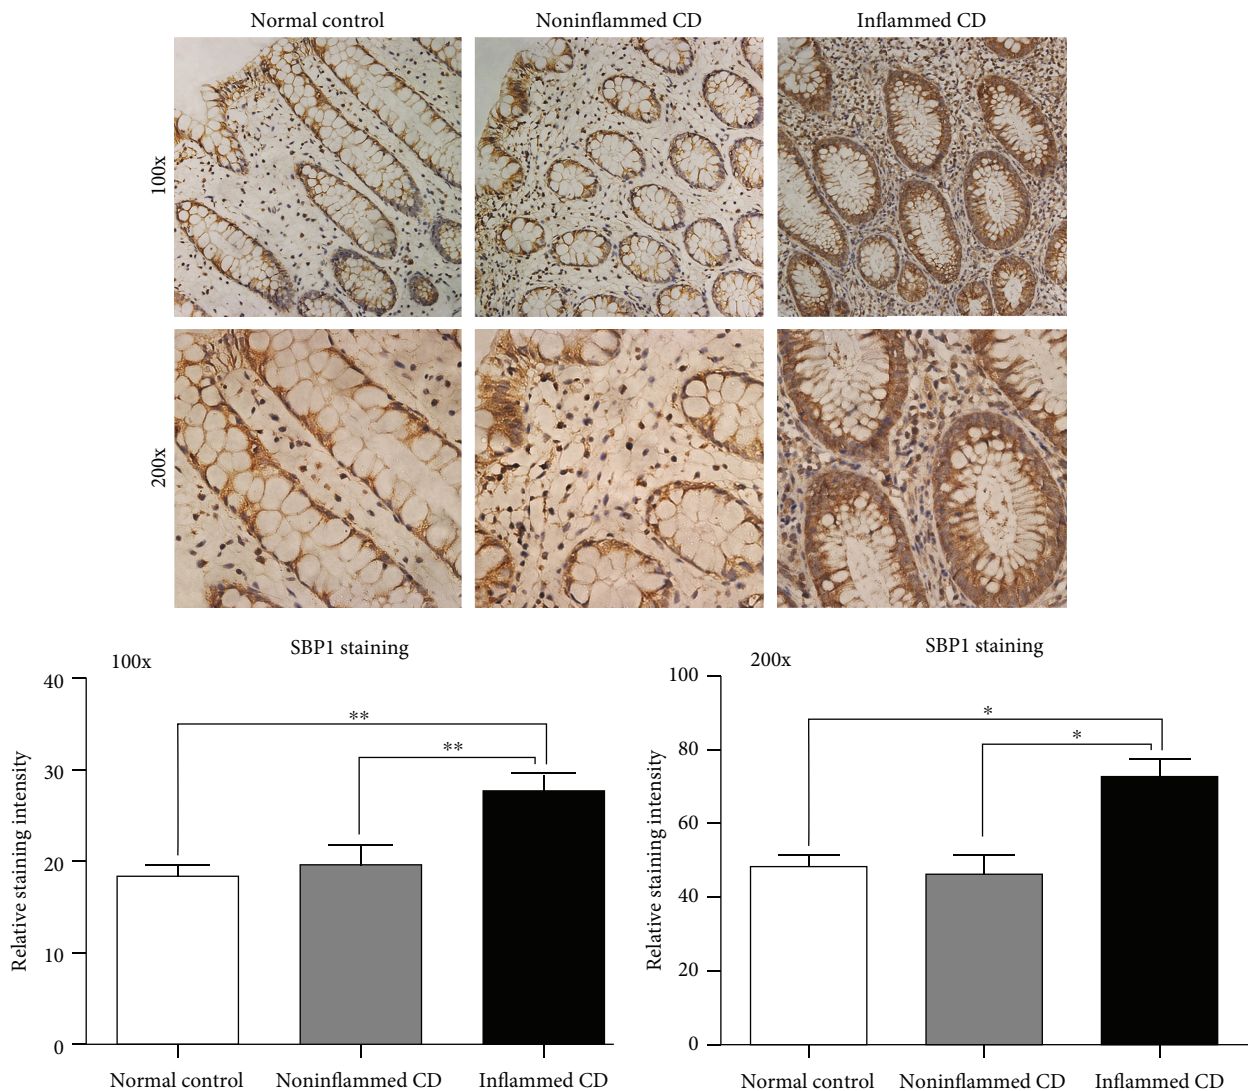 Normal control
Noninflammed CD
Inflammed CD
100x
200x
SBP1 staining
100x
40
30
20
10
0
Relative staining intensity
**
**
Normal control
Noninflammed CD
Inflammed CD
SBP1 staining
200x
100
80
60
40
20
0
Relative staining intensity
*
*
Normal control
Noninflammed CD
Inflammed CD